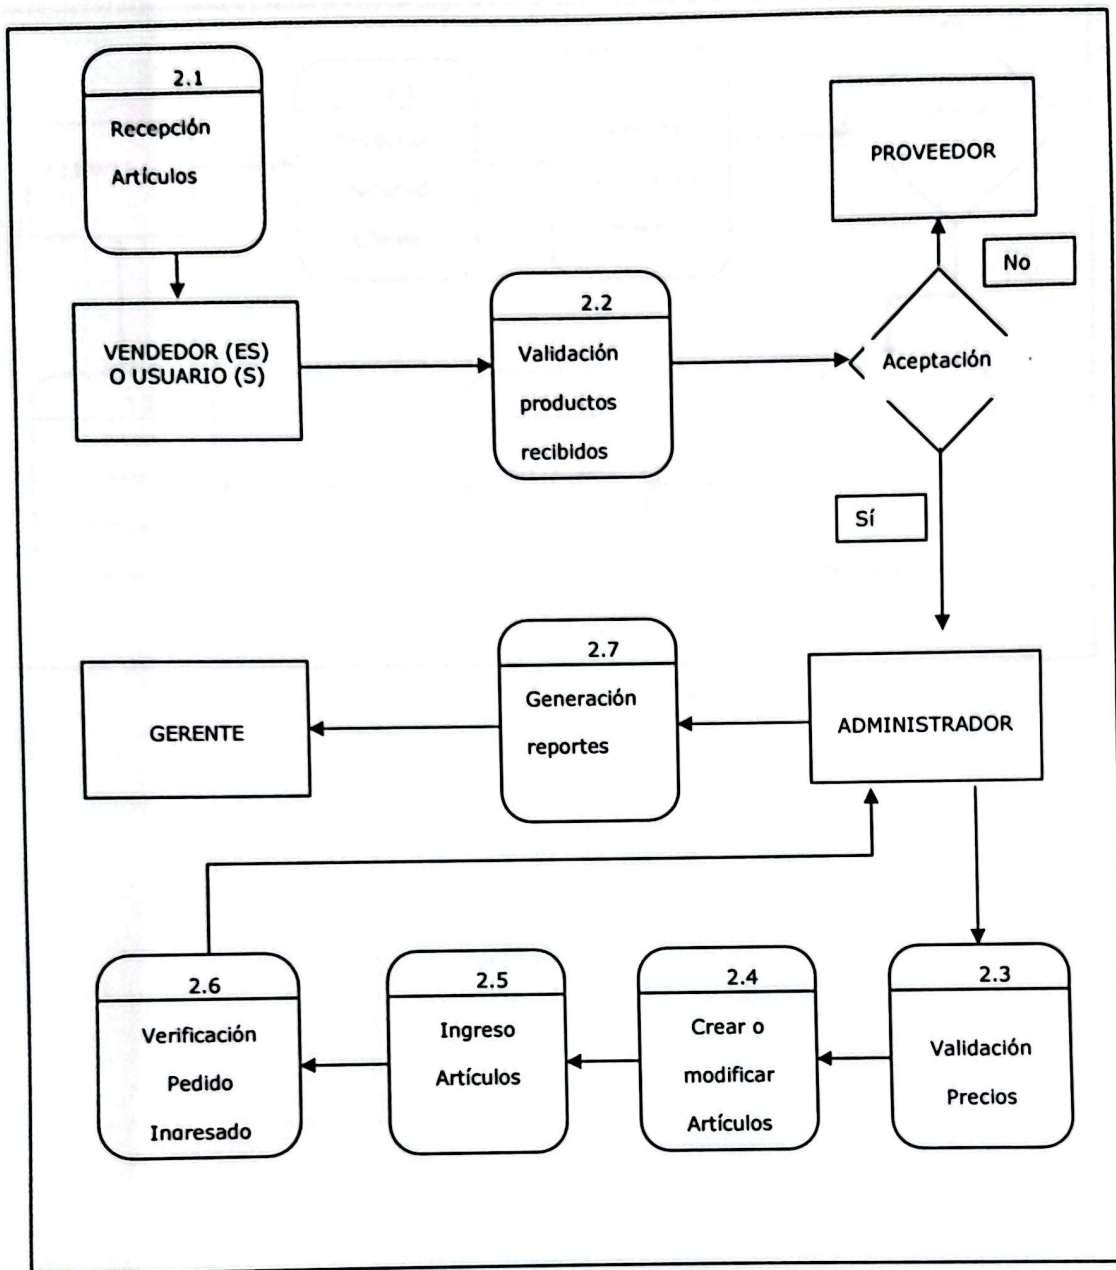 2.1
Recepción
Artículos
PROVEEDOR
No
VENDEDOR (ES)
O USUARIO (S)
2.2
Validación
productos
recibidos
Aceptación
Sí
GERENTE
2.7
Generación
reportes
ADMINISTRADOR
2.6
Verificación
Pedido
Ingresado
2.5
Ingreso
Artículos
2.4
Crear o
modificar
Artículos
2.3
Validación
Precios